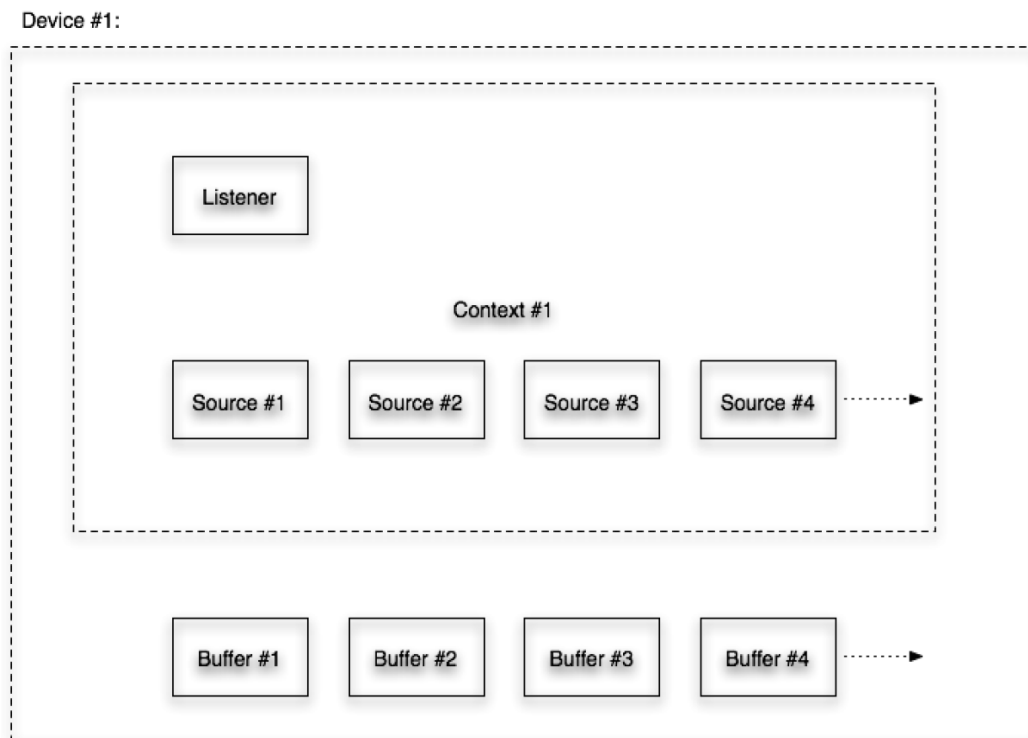 Device #1:
Listener
Context #1
Source #1
Source #2
Source #3
Source #4
Buffer #1
Buffer #2
Buffer #3
Buffer #4